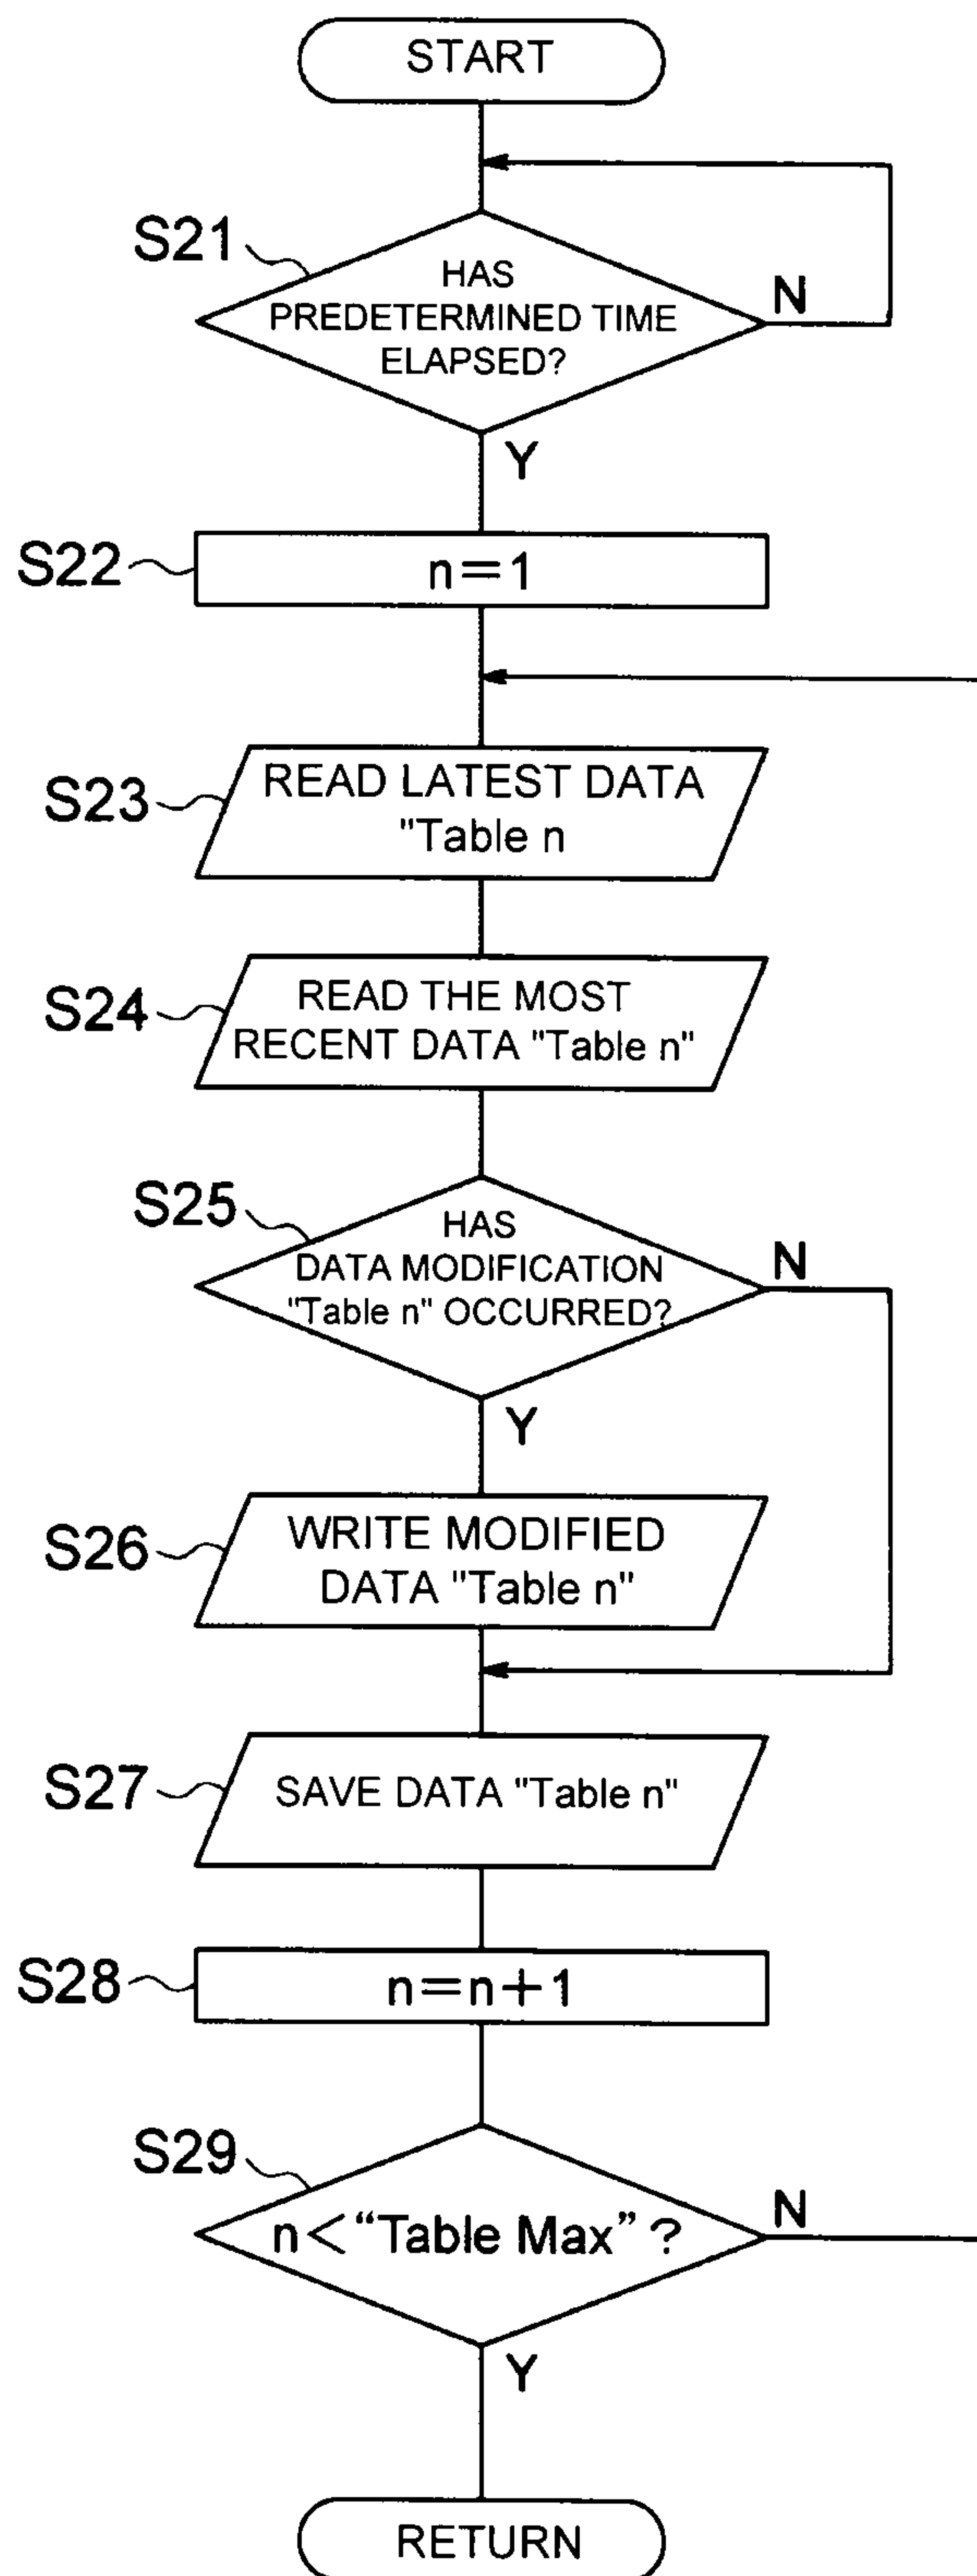 START
S21
HAS
PREDETERMINED TIME
ELAPSED?
N
Y
S22
n=1
S23
READ LATEST DATA
"Table n
S24
READ THE MOST
RECENT DATA "Table n"
S25
HAS
DATA MODIFICATION
"Table n" OCCURRED?
N
Y
S26
WRITE MODIFIED
DATA "Table n"
S27
SAVE DATA "Table n"
S28
n=n+1
S29
n<“Table Max”?
N
Y
RETURN